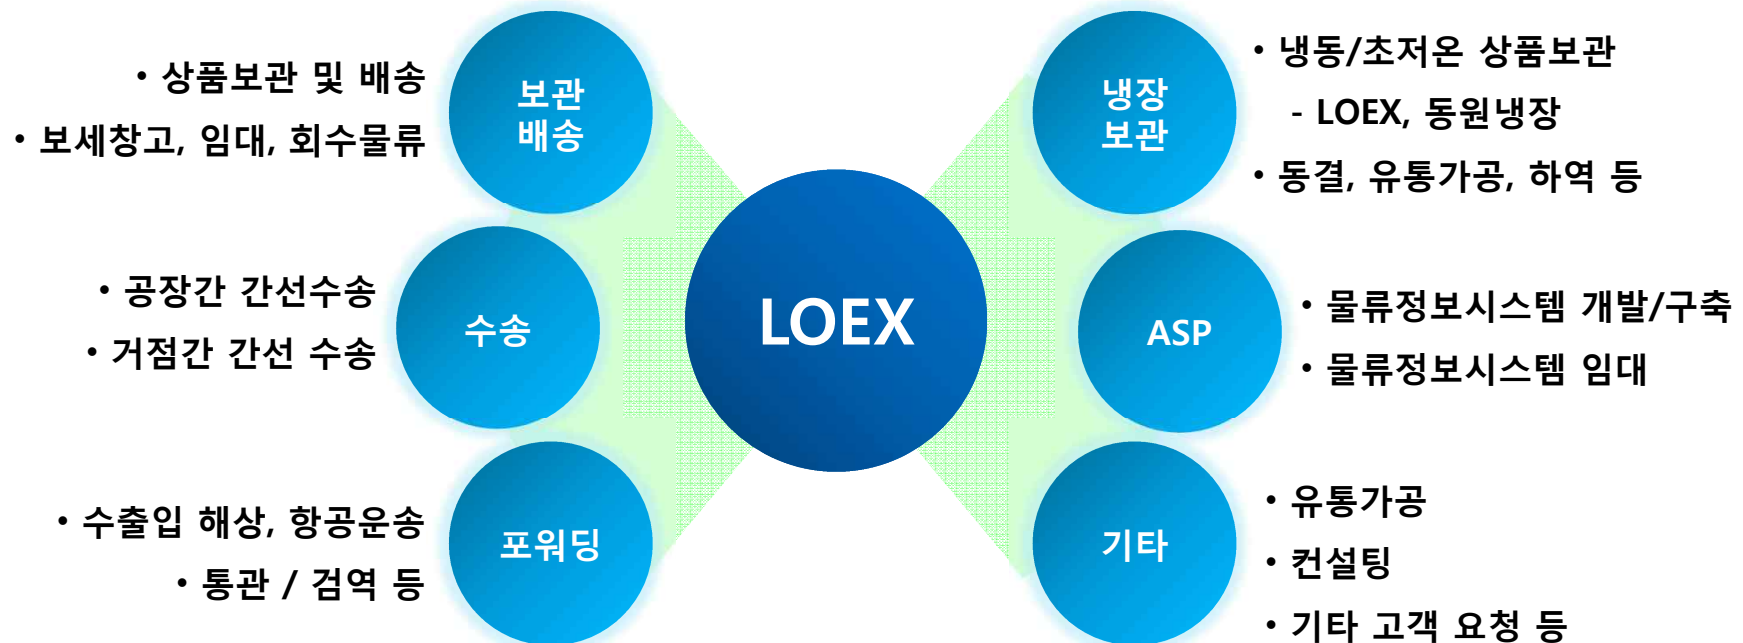 • 상품보관 및 배송
• 보세창고, 임대, 회수물류
보관
배송
• 공장간 간선수송
• 거점간 간선 수송
수송
• 수출입 해상, 항공운송
• 통관 / 검역 등
포워딩
LOEX
냉장
보관
• 냉동/초저온 상품보관
- LOEX, 동원냉장
• 동결, 유통가공, 하역 등
ASP
• 물류정보시스템 개발/구축
• 물류정보시스템 임대
기타
• 유통가공
• 컨설팅
• 기타 고객 요청 등